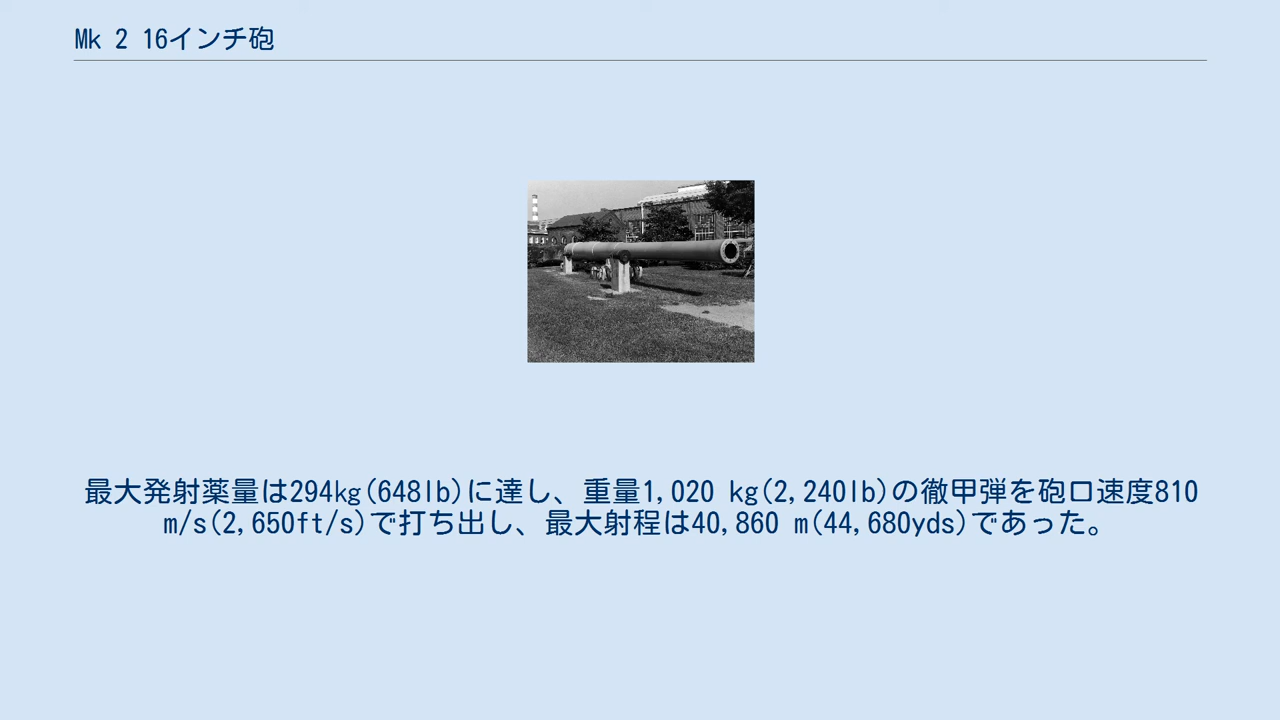 Mk 2 16インチ砲
最大発射薬量は294kg(648lb)に達し、重量1,020 kg(2,240lb)の徹甲弾を砲口速度810
m/s(2,650ft/s)で打ち出し、最大射程は40,860 m(44,680yds)であった。